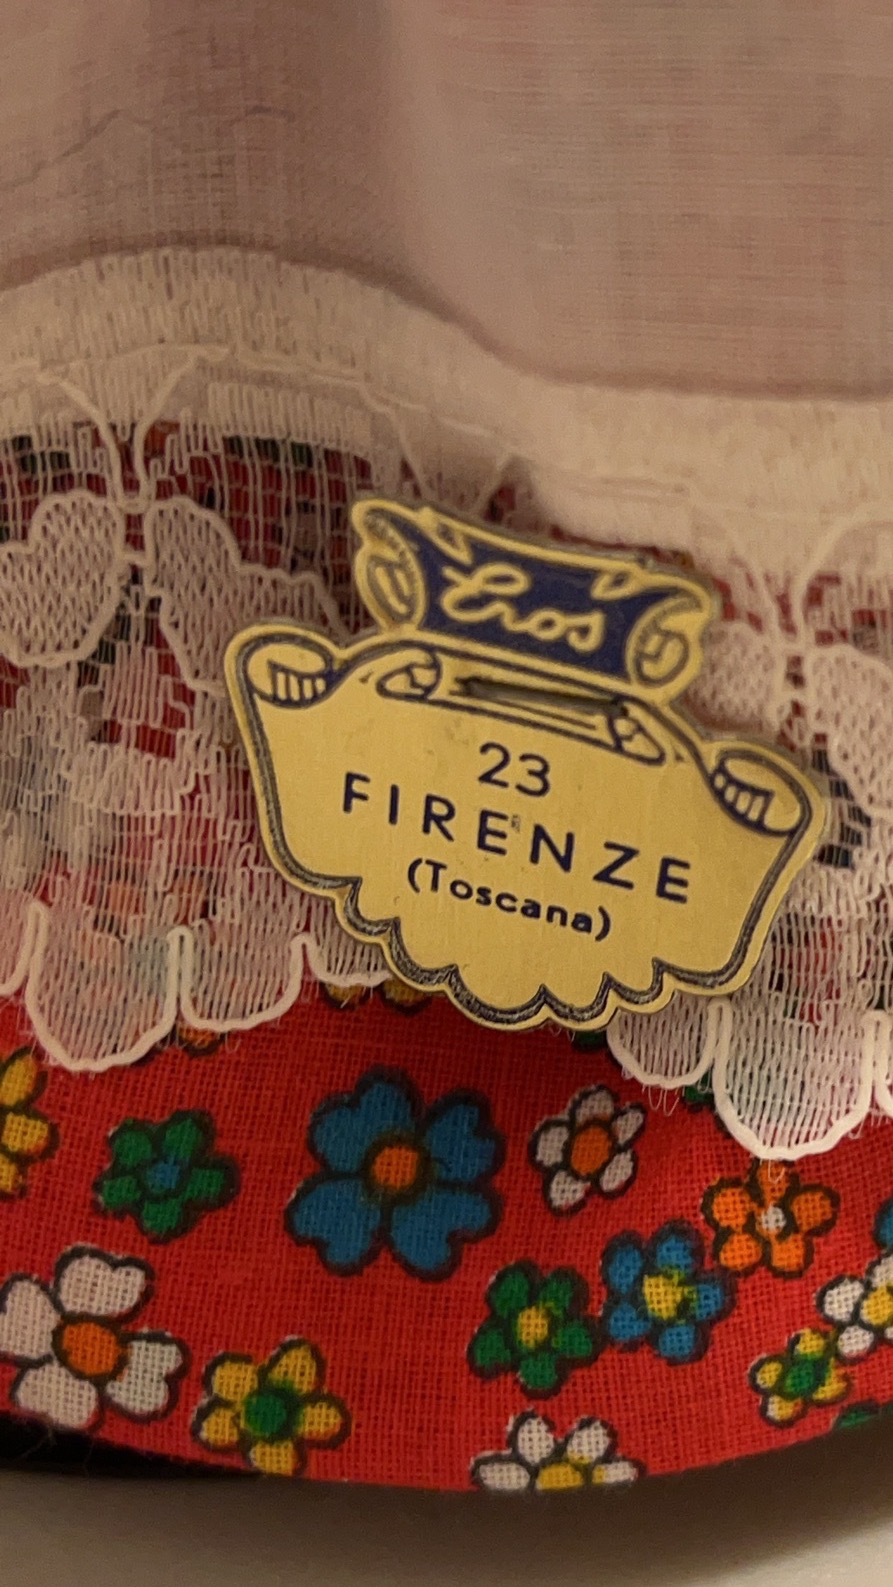 Eros
23
FIRENZE
(Toscana)